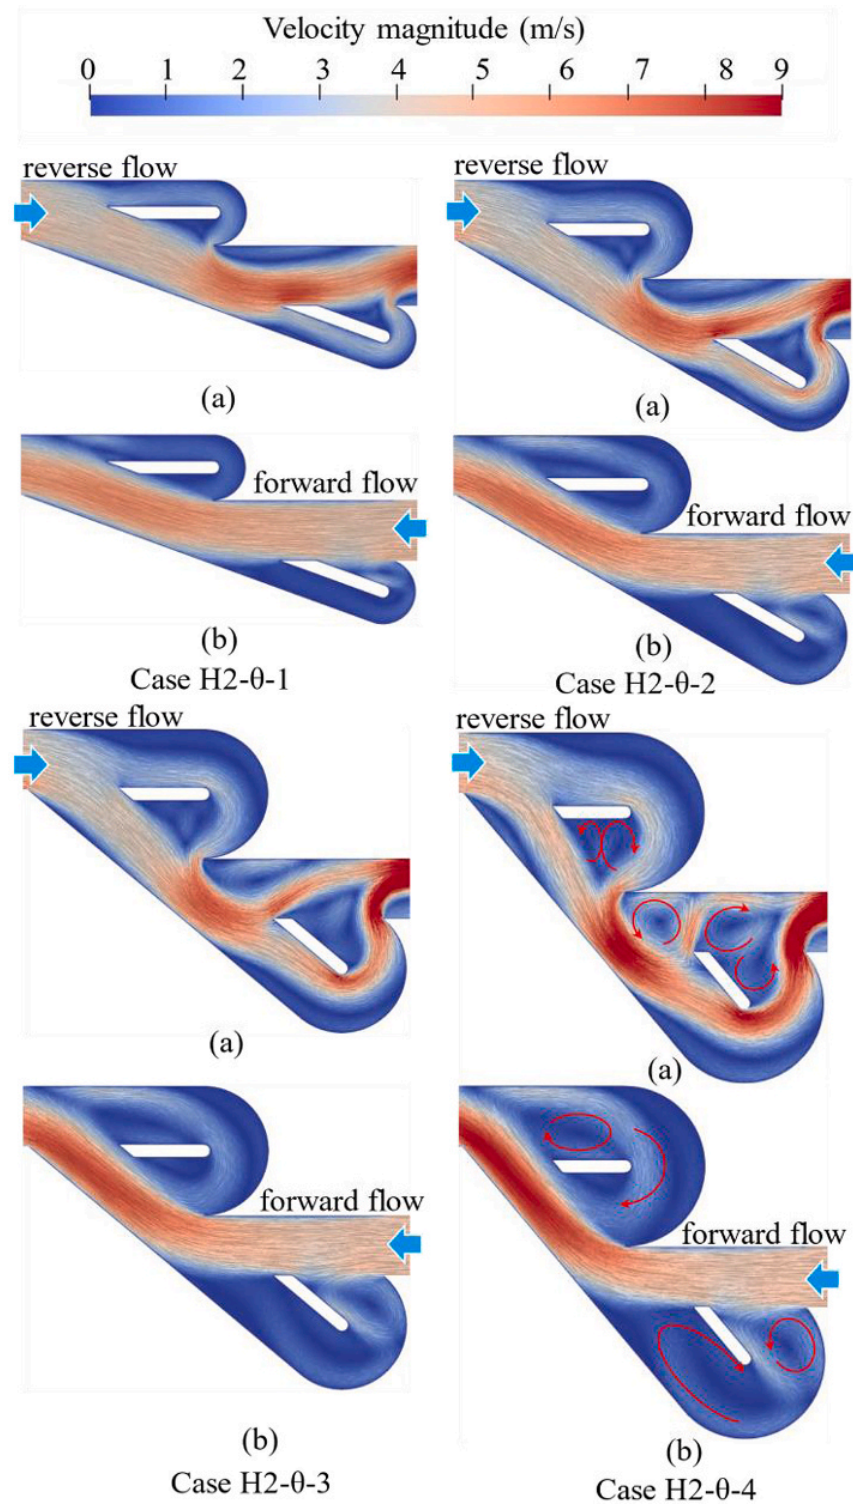 Velocity magnitude (m/s)
0 1 2 3 4 5 6 7 8 9
reverse flow
reverse flow
(a)
(a)
forward flow
forward flow
(b)
(b)
Case H2-θ-1
Case H2-θ-2
reverse flow
reverse flow
(a)
(a)
forward flow
forward flow
(b)
(b)
Case H2-θ-3
Case H2-θ-4